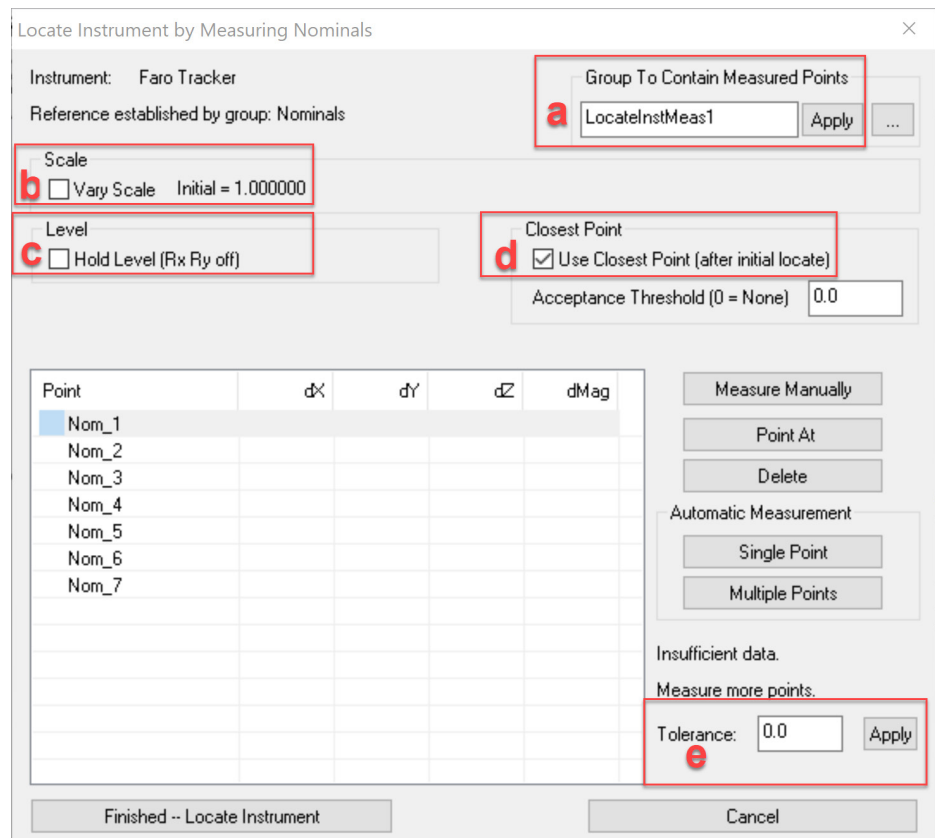 Locate Instrument by Measuring Nominals
Instrument: Faro Tracker
Reference established by group: Nominals
Group To Contain Measured Points
a
LocateInstMeas1
Apply
...
Scale
b
Vary Scale Initial = 1.000000
Level
c
Hold Level (Rx Ry off)
Closest Point
d
Use Closest Point (after initial locate)
Acceptance Threshold (0 = None) 0.0
Point dX dY dZ dMag
Nom_1
Nom_2
Nom_3
Nom_4
Nom_5
Nom_6
Nom_7
Measure Manually
Point At
Delete
Automatic Measurement
Single Point
Multiple Points
Insufficient data.
Measure more points.
Tolerance: 0.0 Apply
e
Finished -- Locate Instrument
Cancel